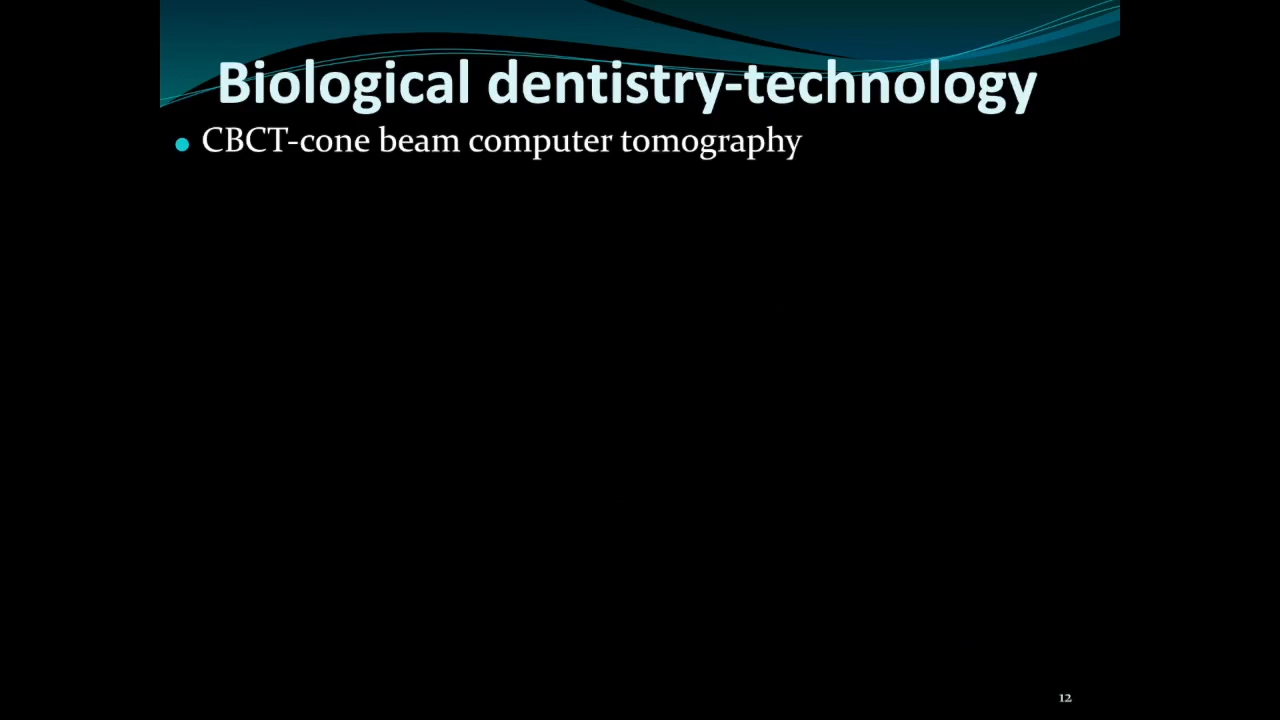 Biological dentistry-technology
• CBCT-cone beam computer tomography
12